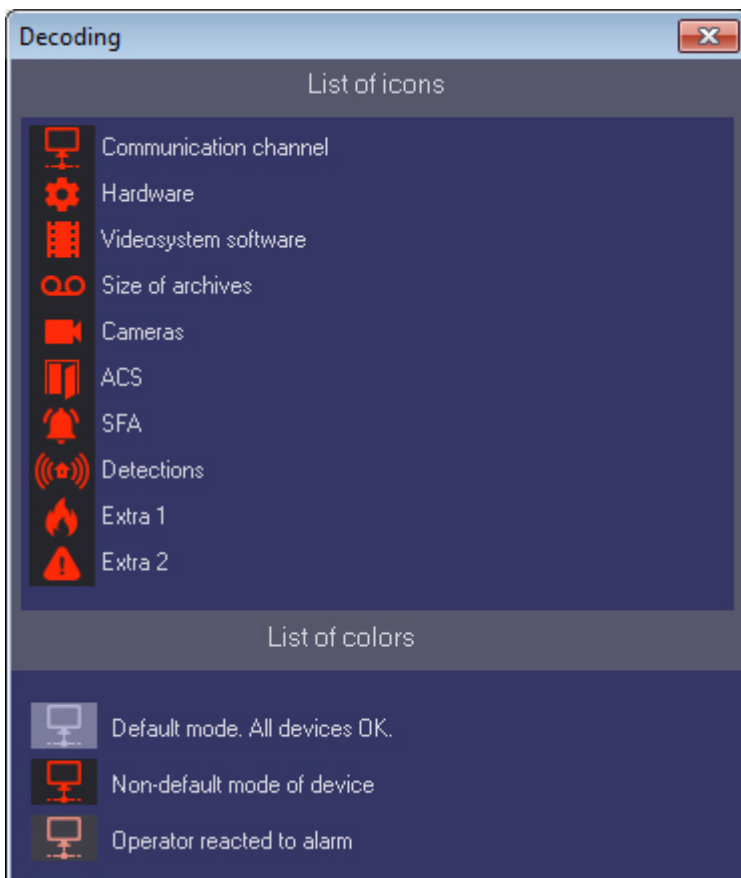 Decoding
List of icons
Communication channel
Hardware
Videosystem software
Size of archives
Cameras
ACS
SFA
Detections
Extra 1
Extra 2
List of colors
Default mode. All devices OK.
Non-default mode of device
Operator reacted to alarm